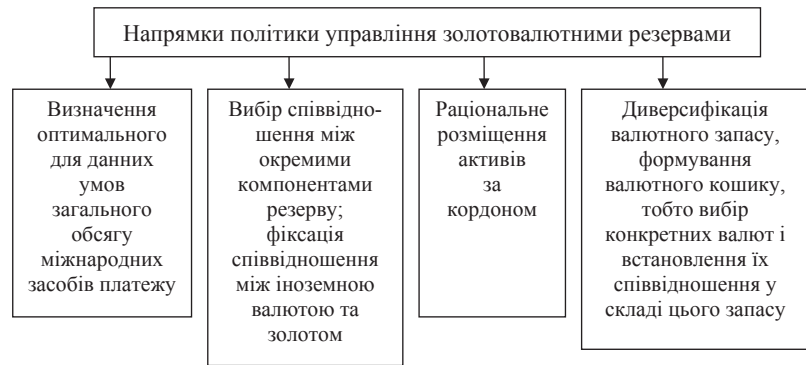 Напрямки політики управління золотовалютними резервами
Визначення
оптимального
для данних
умов
загального
обсягу
міжнародних
засобів платежу
Вибір співвідно-
шення між
окремими
компонентами
резерву;
фіксація
співвідношення
між іноземною
валютою та
золотом
Раціональне
розміщення
активів
за
кордоном
Диверсифікація
валютного запасу,
формування
валютного кошику,
тобто вибір
конкретних валют і
встановлення їх
співвідношення у
складі цього запасу